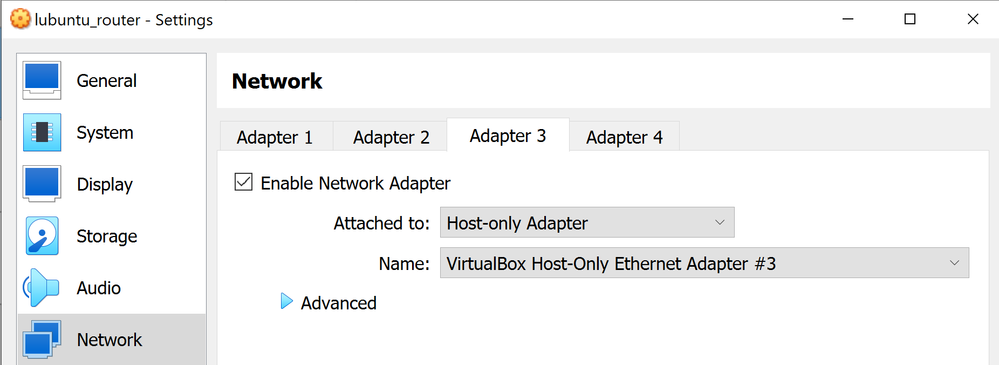 lubuntu_router - Settings
General
System
Display
Storage
Audio
Network
Network
Adapter 1
Adapter 2
Adapter 3
Adapter 4
Enable Network Adapter
Attached to: Host-only Adapter
Name: VirtualBox Host-Only Ethernet Adapter #3
Advanced